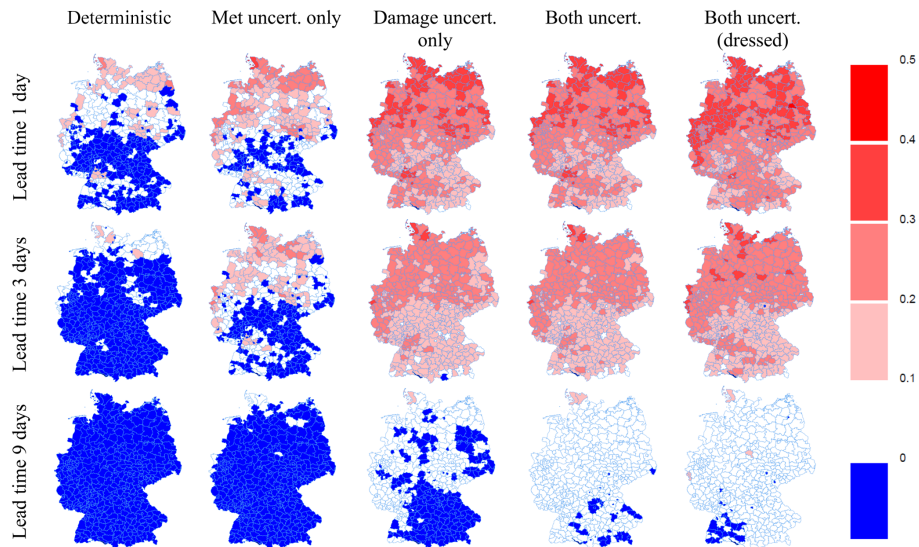 Deterministic
Met uncert. only
Damage uncert.
only
Both uncert.
Both uncert.
(dressed)
Lead time 1 day
Lead time 3 days
Lead time 9 days
0.5
0.4
0.3
0.2
0.1
0